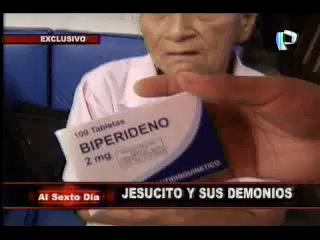 EXCLUSIVO
P
100 Tabletas
BIPERIDENO
2 mg
Al Sexto Día
JESUCITO Y SUS DEMONIOS